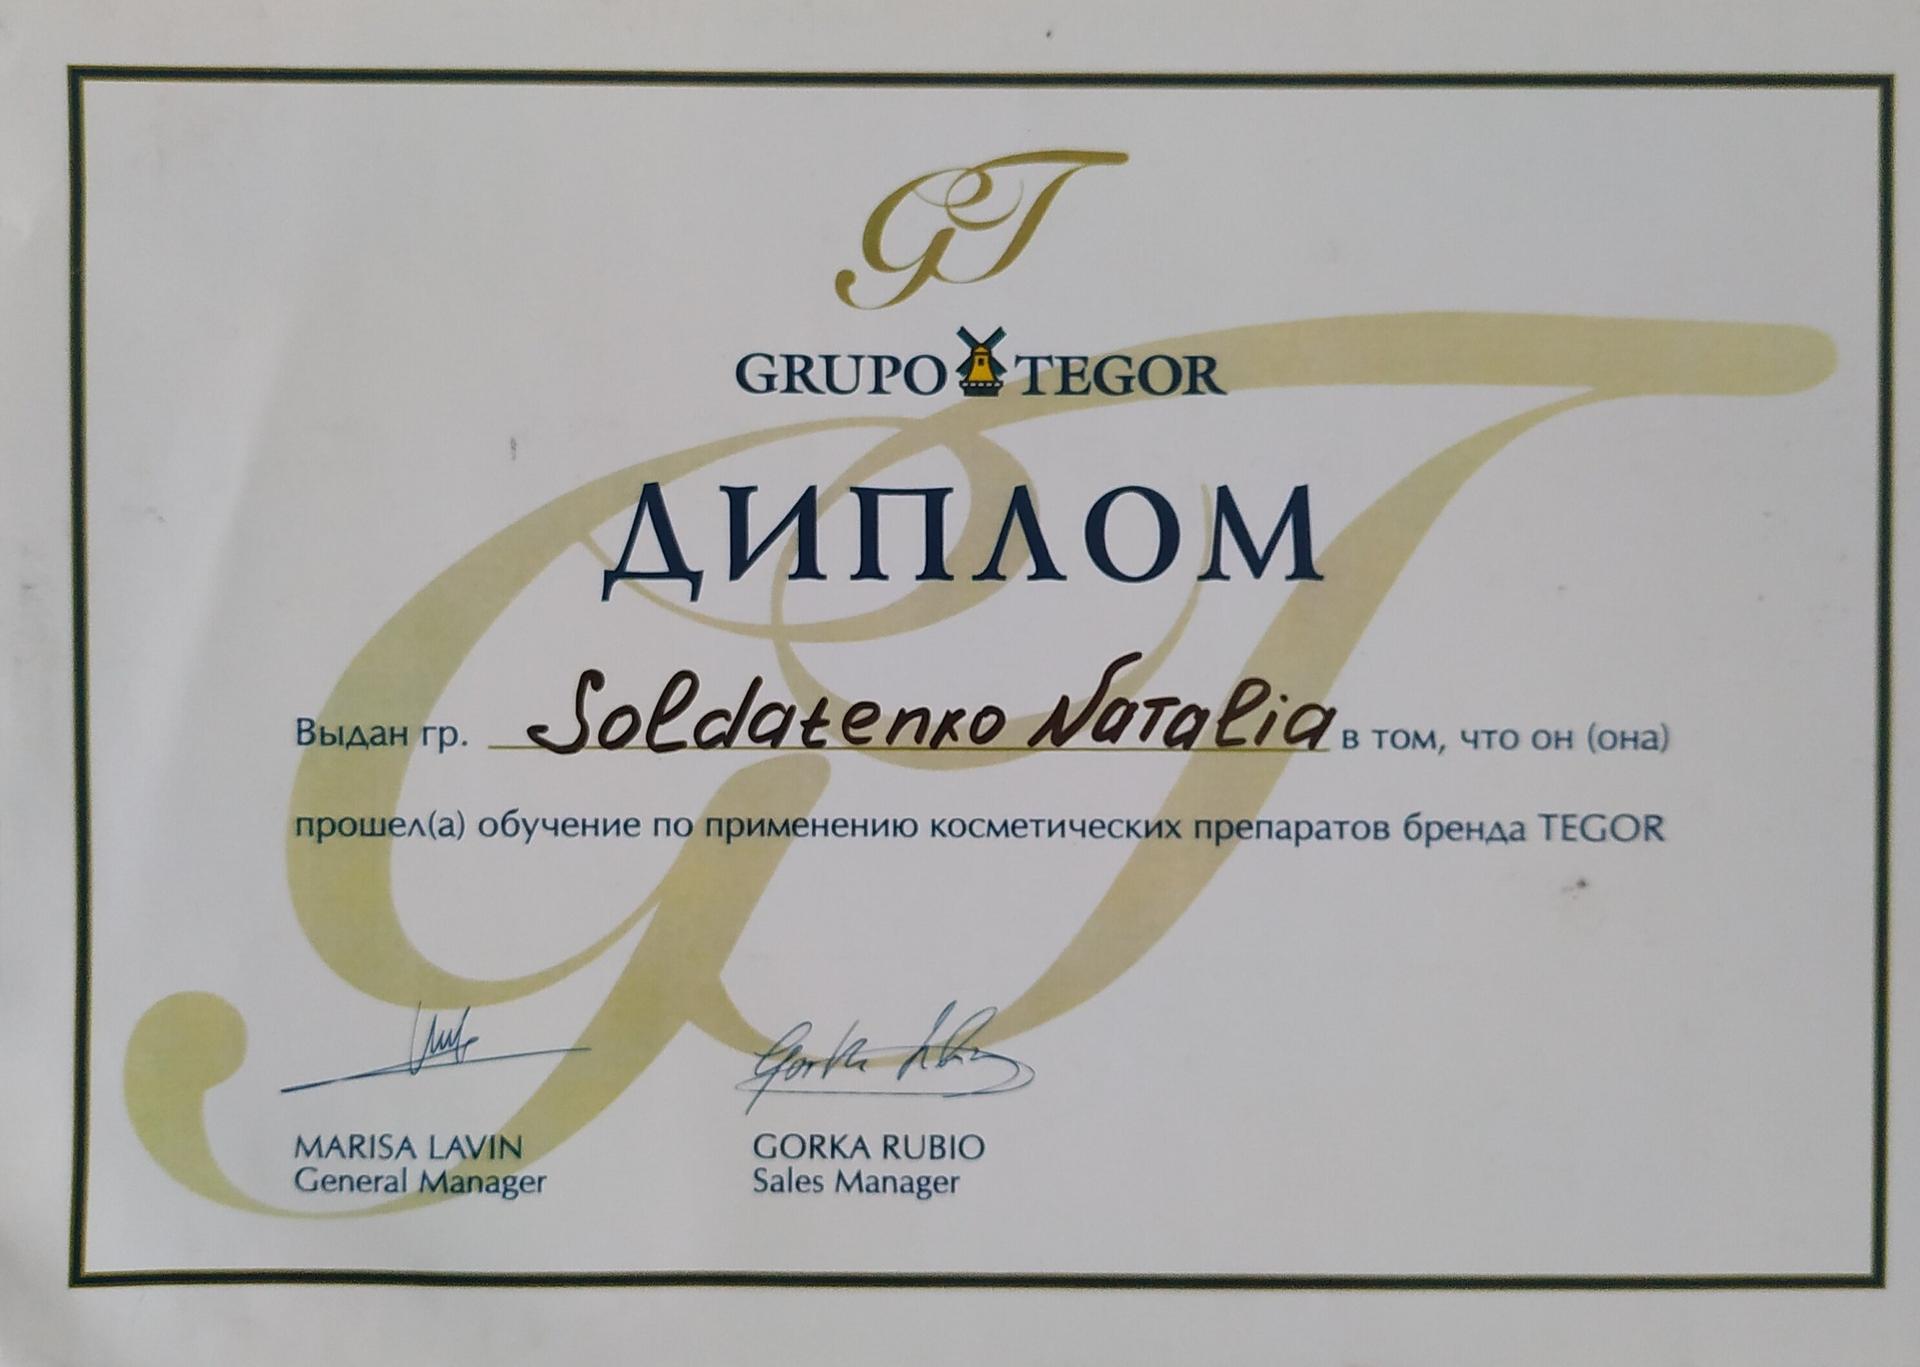 GT
GRUPO TEGOR
ДИПЛОМ
Выдан гр. Soldatenko Natalia в том, что он (она)
прошел(а) обучение по применению косметических препаратов бренда TEGOR
Gorka
MARISA LAVIN GORKA RUBIO
General Manager Sales Manager